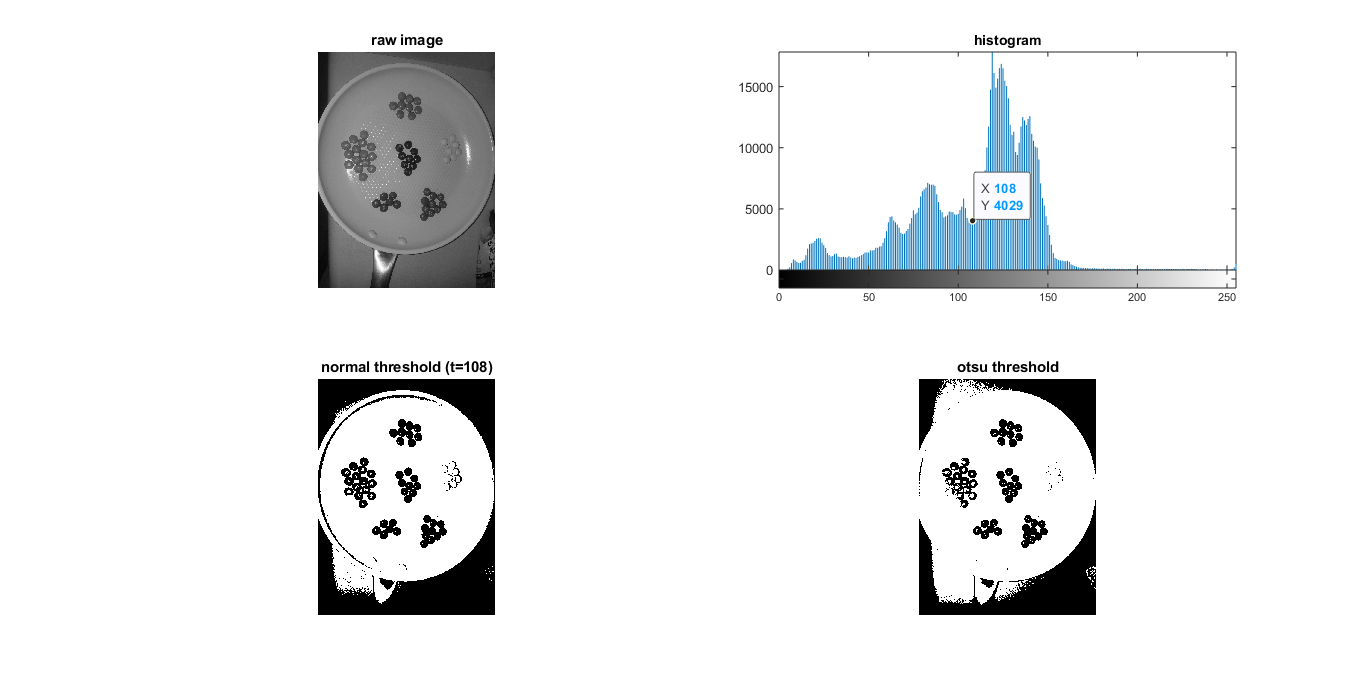 raw image
histogram
15000
10000
5000
0
X 108
Y 4029
0 50 100 150 200 250
normal threshold (t=108)
otsu threshold